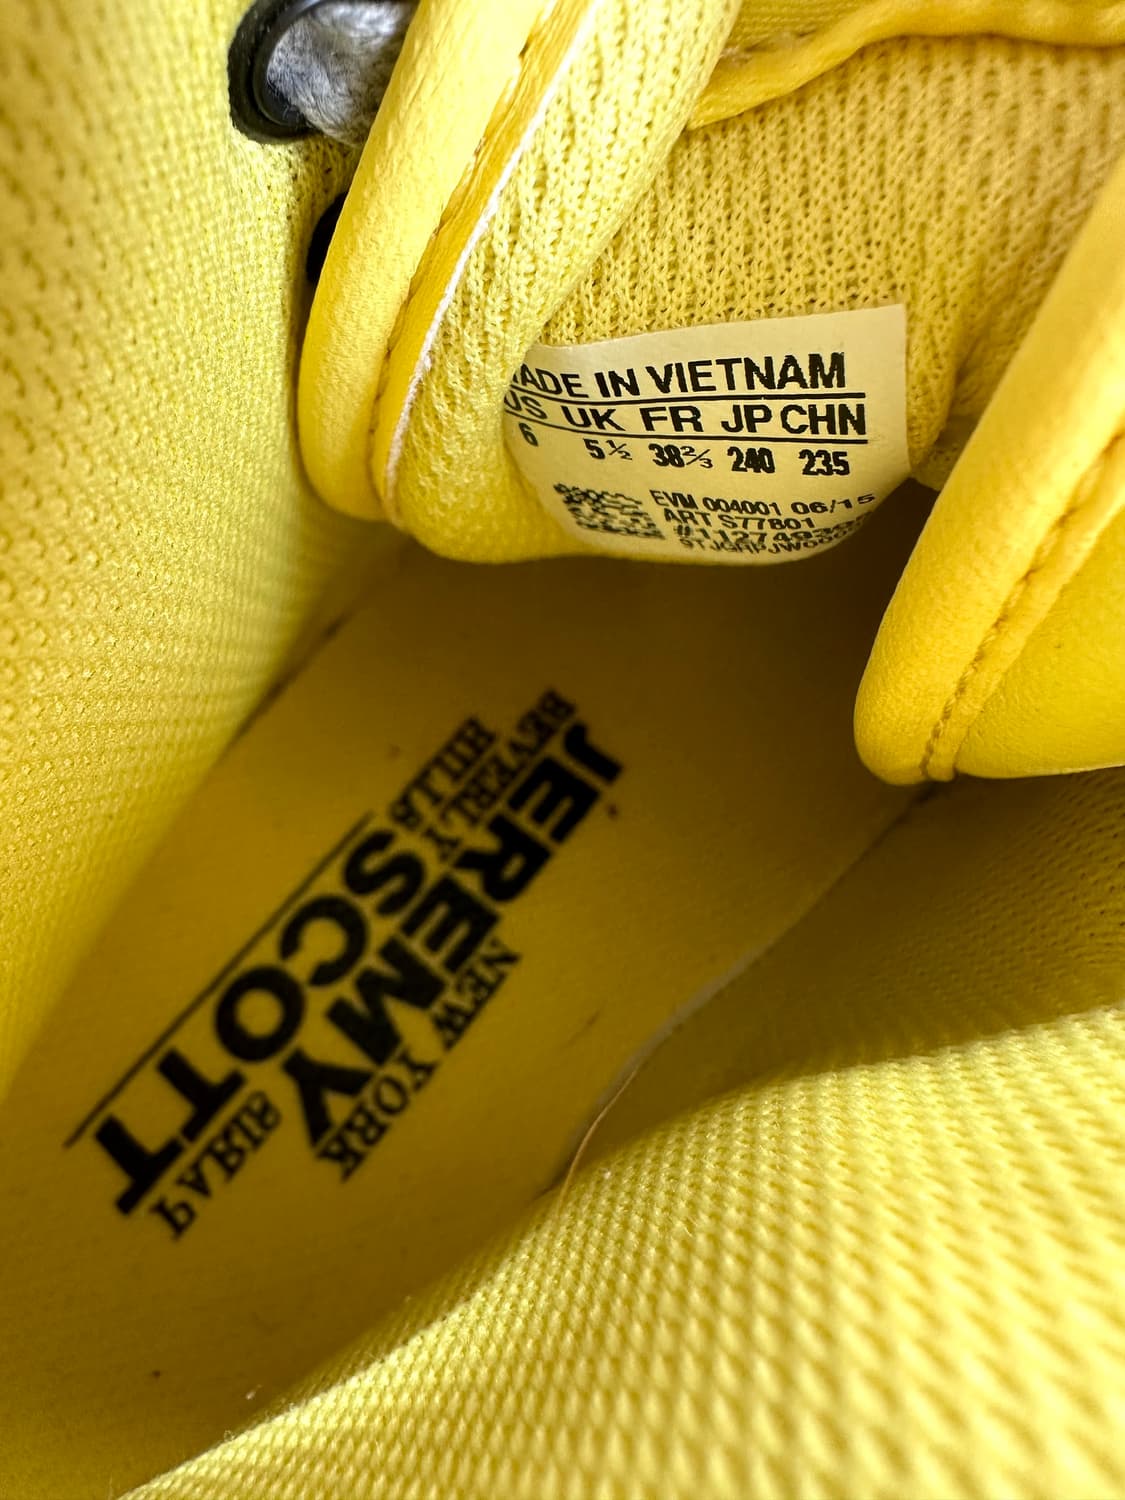 MADE IN VIETNAM
US UK FR JP CHN
6 5½ 38⅔ 240 235
EVM 004001 06/15
ART S77801
BEVERLY HILLS
JEREMY
SCOTT
NEW YORK
PARIS